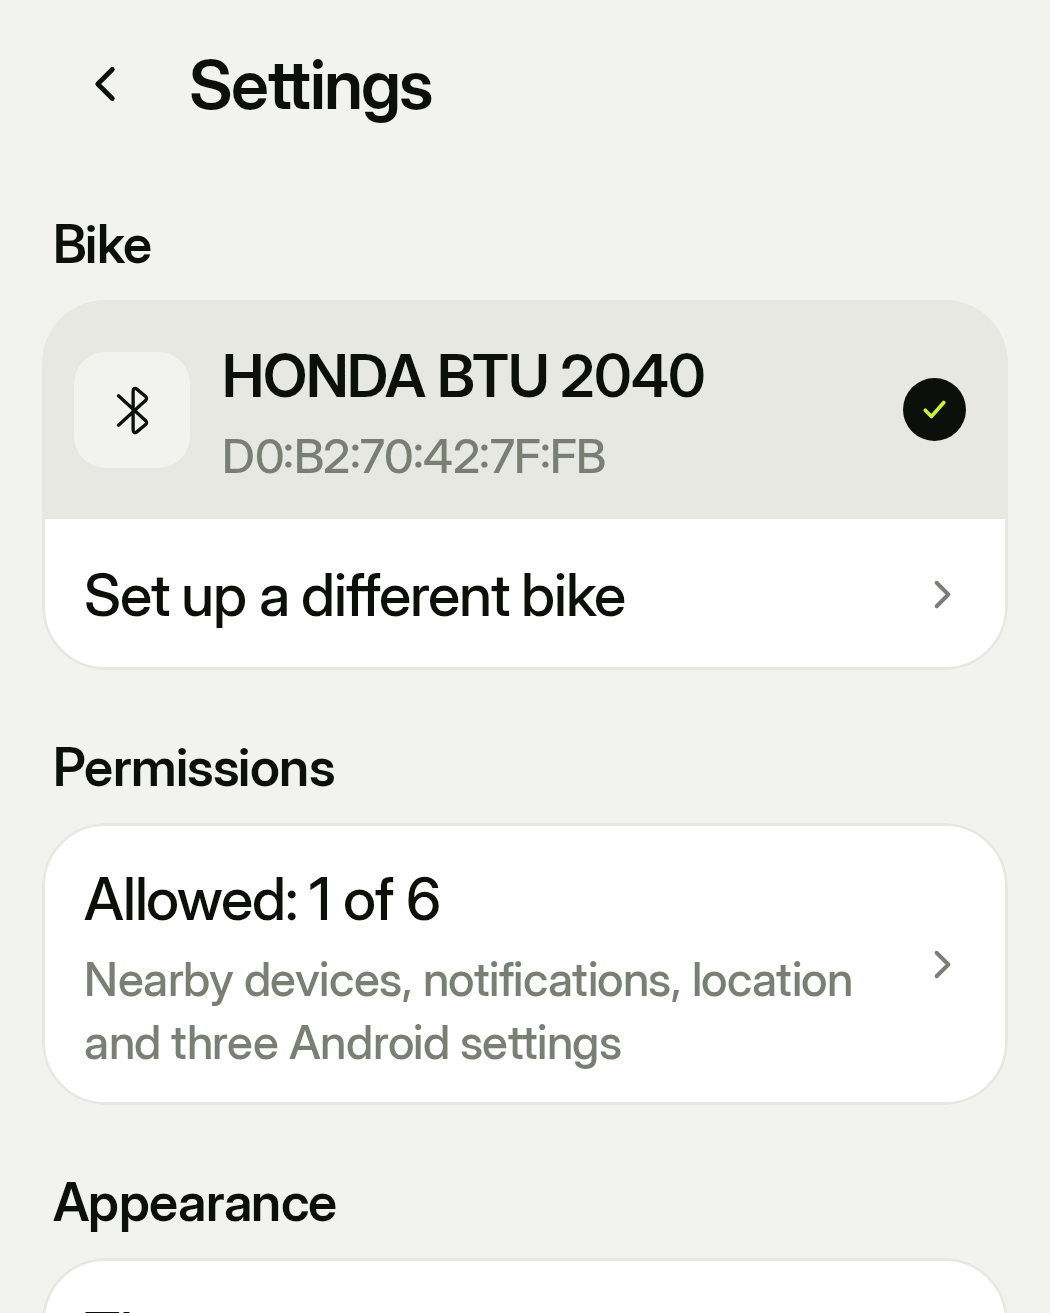 Settings
Bike
HONDA BTU 2040
D0:B2:70:42:7F:FB
Set up a different bike
Permissions
Allowed: 1 of 6
Nearby devices, notifications, location
and three Android settings
Appearance